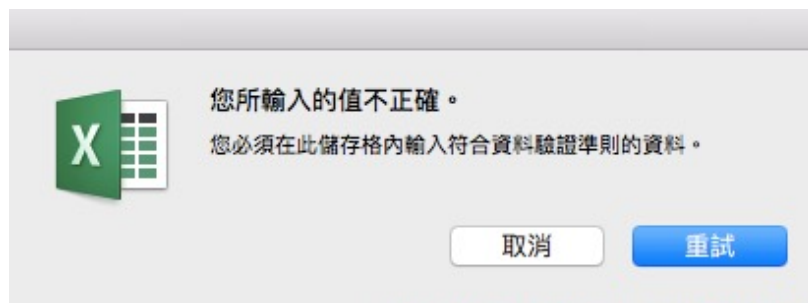 您所輸入的值不正確。
您必須在此儲存格內輸入符合資料驗證準則的資料。
取消
重試